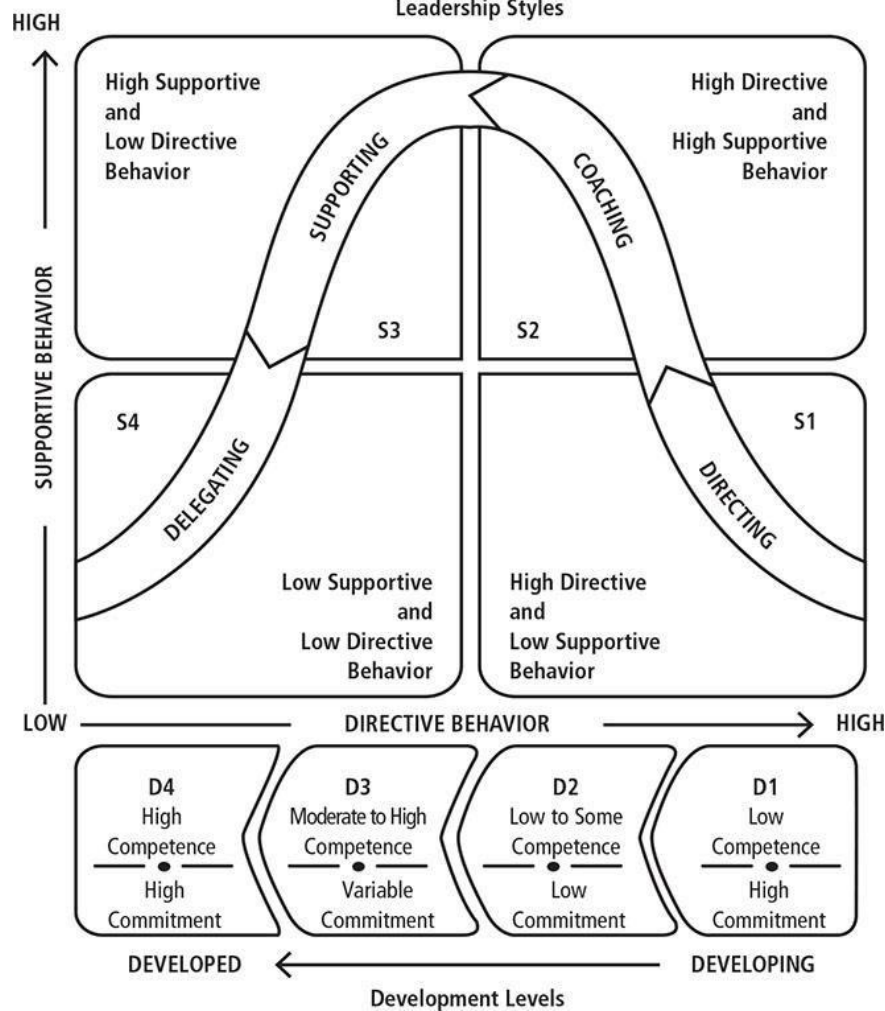 Leadership Styles
HIGH
High Supportive
and
Low Directive
Behavior
High Directive
and
High Supportive
Behavior
SUPPORTING
COACHING
S3
S2
SUPPORTIVE BEHAVIOR
S4
S1
DELEGATING
DIRECTING
Low Supportive
and
Low Directive
Behavior
High Directive
and
Low Supportive
Behavior
LOW
DIRECTIVE BEHAVIOR
HIGH
D4
High
Competence
High
Commitment
D3
Moderate to High
Competence
Variable
Commitment
D2
Low to Some
Competence
Low
Commitment
D1
Low
Competence
High
Commitment
DEVELOPED
DEVELOPING
Development Levels